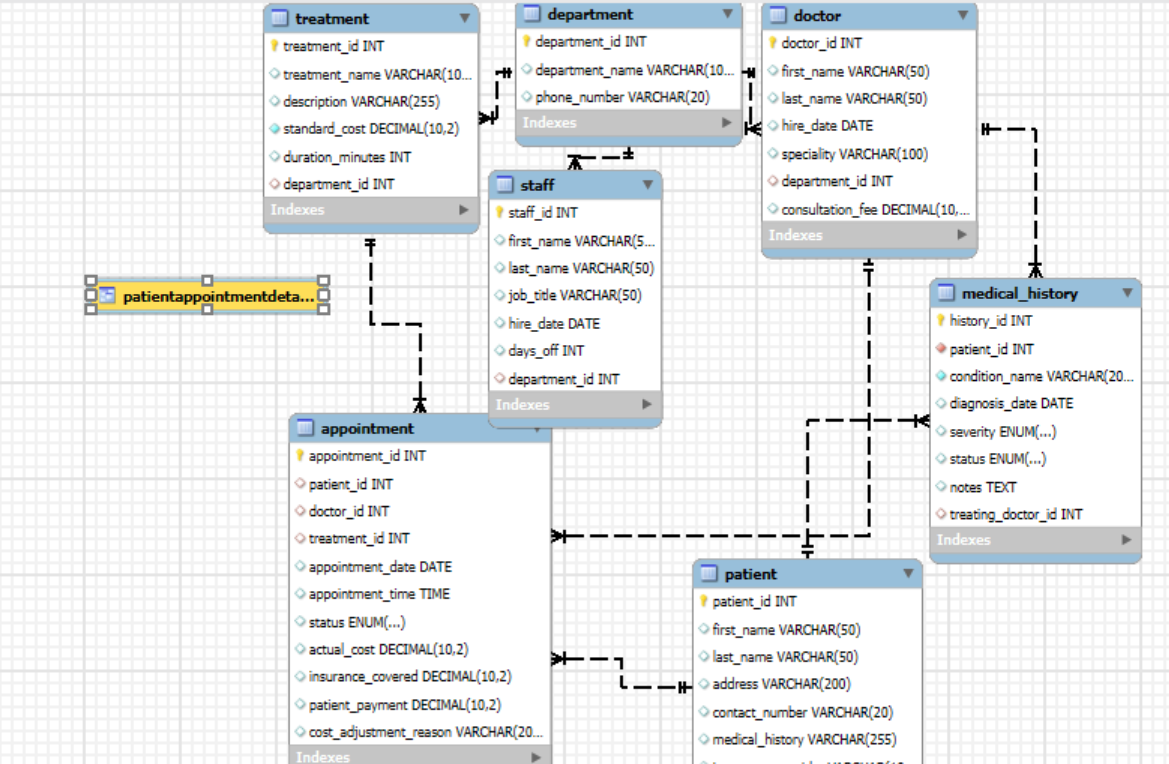 treatment
treatment_id INT
treatment_name VARCHAR(10...
description VARCHAR(255)
standard_cost DECIMAL(10,2)
duration_minutes INT
department_id INT
Indexes
department
department_id INT
department_name VARCHAR(10...
phone_number VARCHAR(20)
Indexes
doctor
doctor_id INT
first_name VARCHAR(50)
last_name VARCHAR(50)
hire_date DATE
speciality VARCHAR(100)
department_id INT
consultation_fee DECIMAL(10,...
Indexes
staff
staff_id INT
first_name VARCHAR(5...
last_name VARCHAR(50)
job_title VARCHAR(50)
hire_date DATE
days_off INT
department_id INT
Indexes
patientappointmentdeta...
medical_history
history_id INT
patient_id INT
condition_name VARCHAR(20...
diagnosis_date DATE
severity ENUM(...)
status ENUM(...)
notes TEXT
treating_doctor_id INT
Indexes
appointment
appointment_id INT
patient_id INT
doctor_id INT
treatment_id INT
appointment_date DATE
appointment_time TIME
status ENUM(...)
actual_cost DECIMAL(10,2)
insurance_covered DECIMAL(10,2)
patient_payment DECIMAL(10,2)
cost_adjustment_reason VARCHAR(20...
Indexes
patient
patient_id INT
first_name VARCHAR(50)
last_name VARCHAR(50)
address VARCHAR(200)
contact_number VARCHAR(20)
medical_history VARCHAR(255)